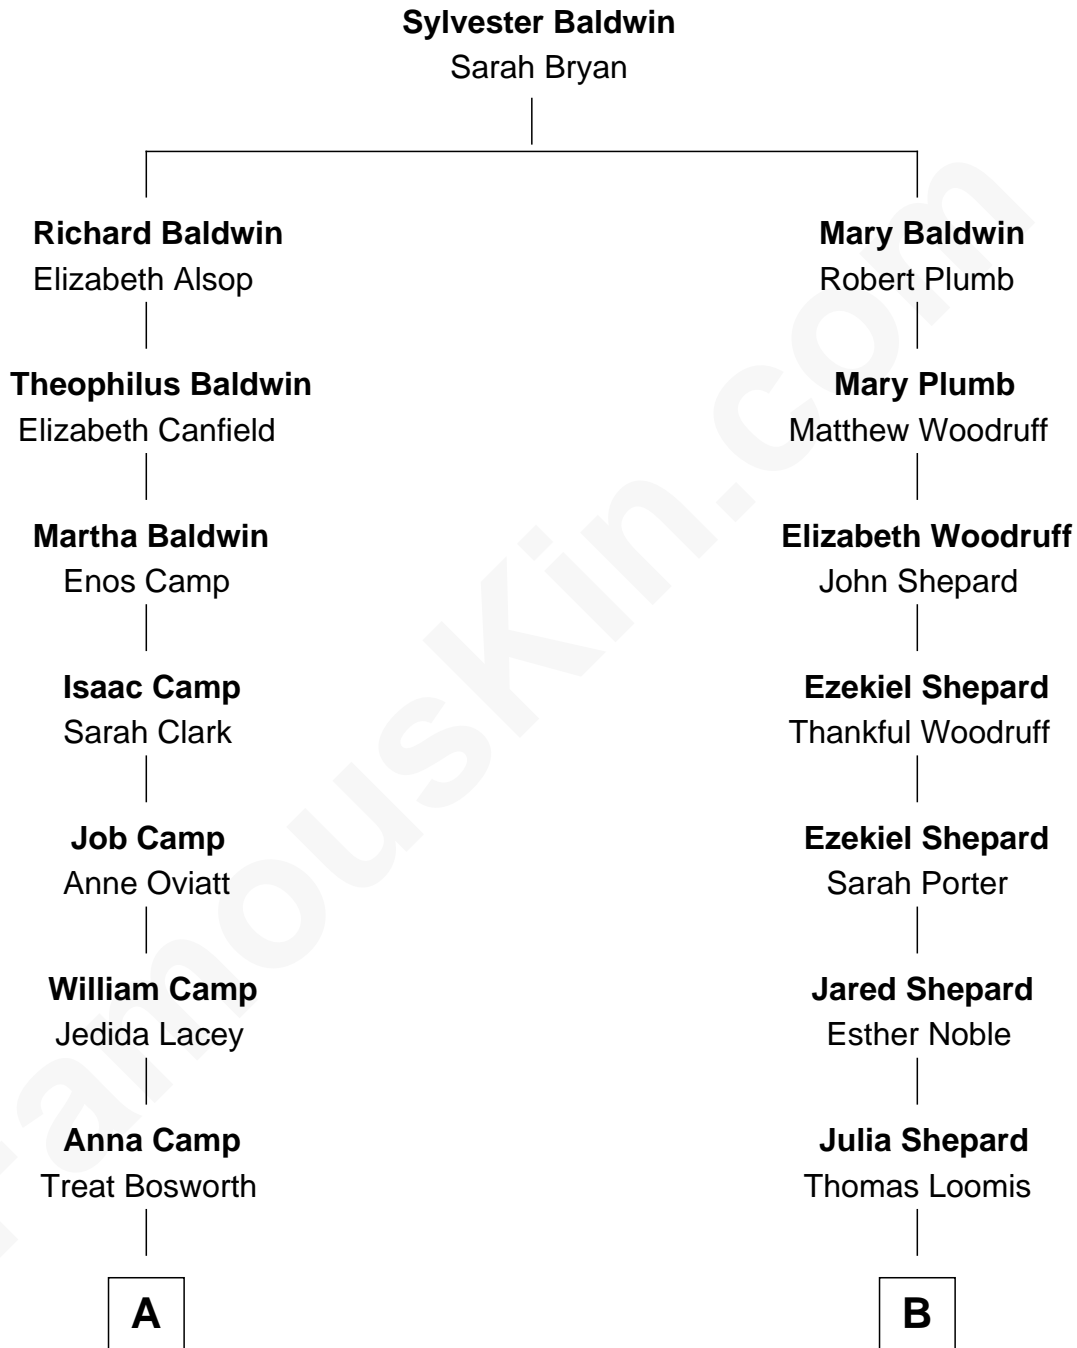 Sylvester Baldwin
Sarah Bryan
Richard Baldwin
Elizabeth Alsop
Mary Baldwin
Robert Plumb
Theophilus Baldwin
Elizabeth Canfield
Mary Plumb
Matthew Woodruff
Martha Baldwin
Enos Camp
Elizabeth Woodruff
John Shepard
Isaac Camp
Sarah Clark
Ezekiel Shepard
Thankful Woodruff
Job Camp
Anne Oviatt
Ezekiel Shepard
Sarah Porter
William Camp
Jedida Lacey
Jared Shepard
Esther Noble
Anna Camp
Treat Bosworth
Julia Shepard
Thomas Loomis
A
B
FamousKin.com